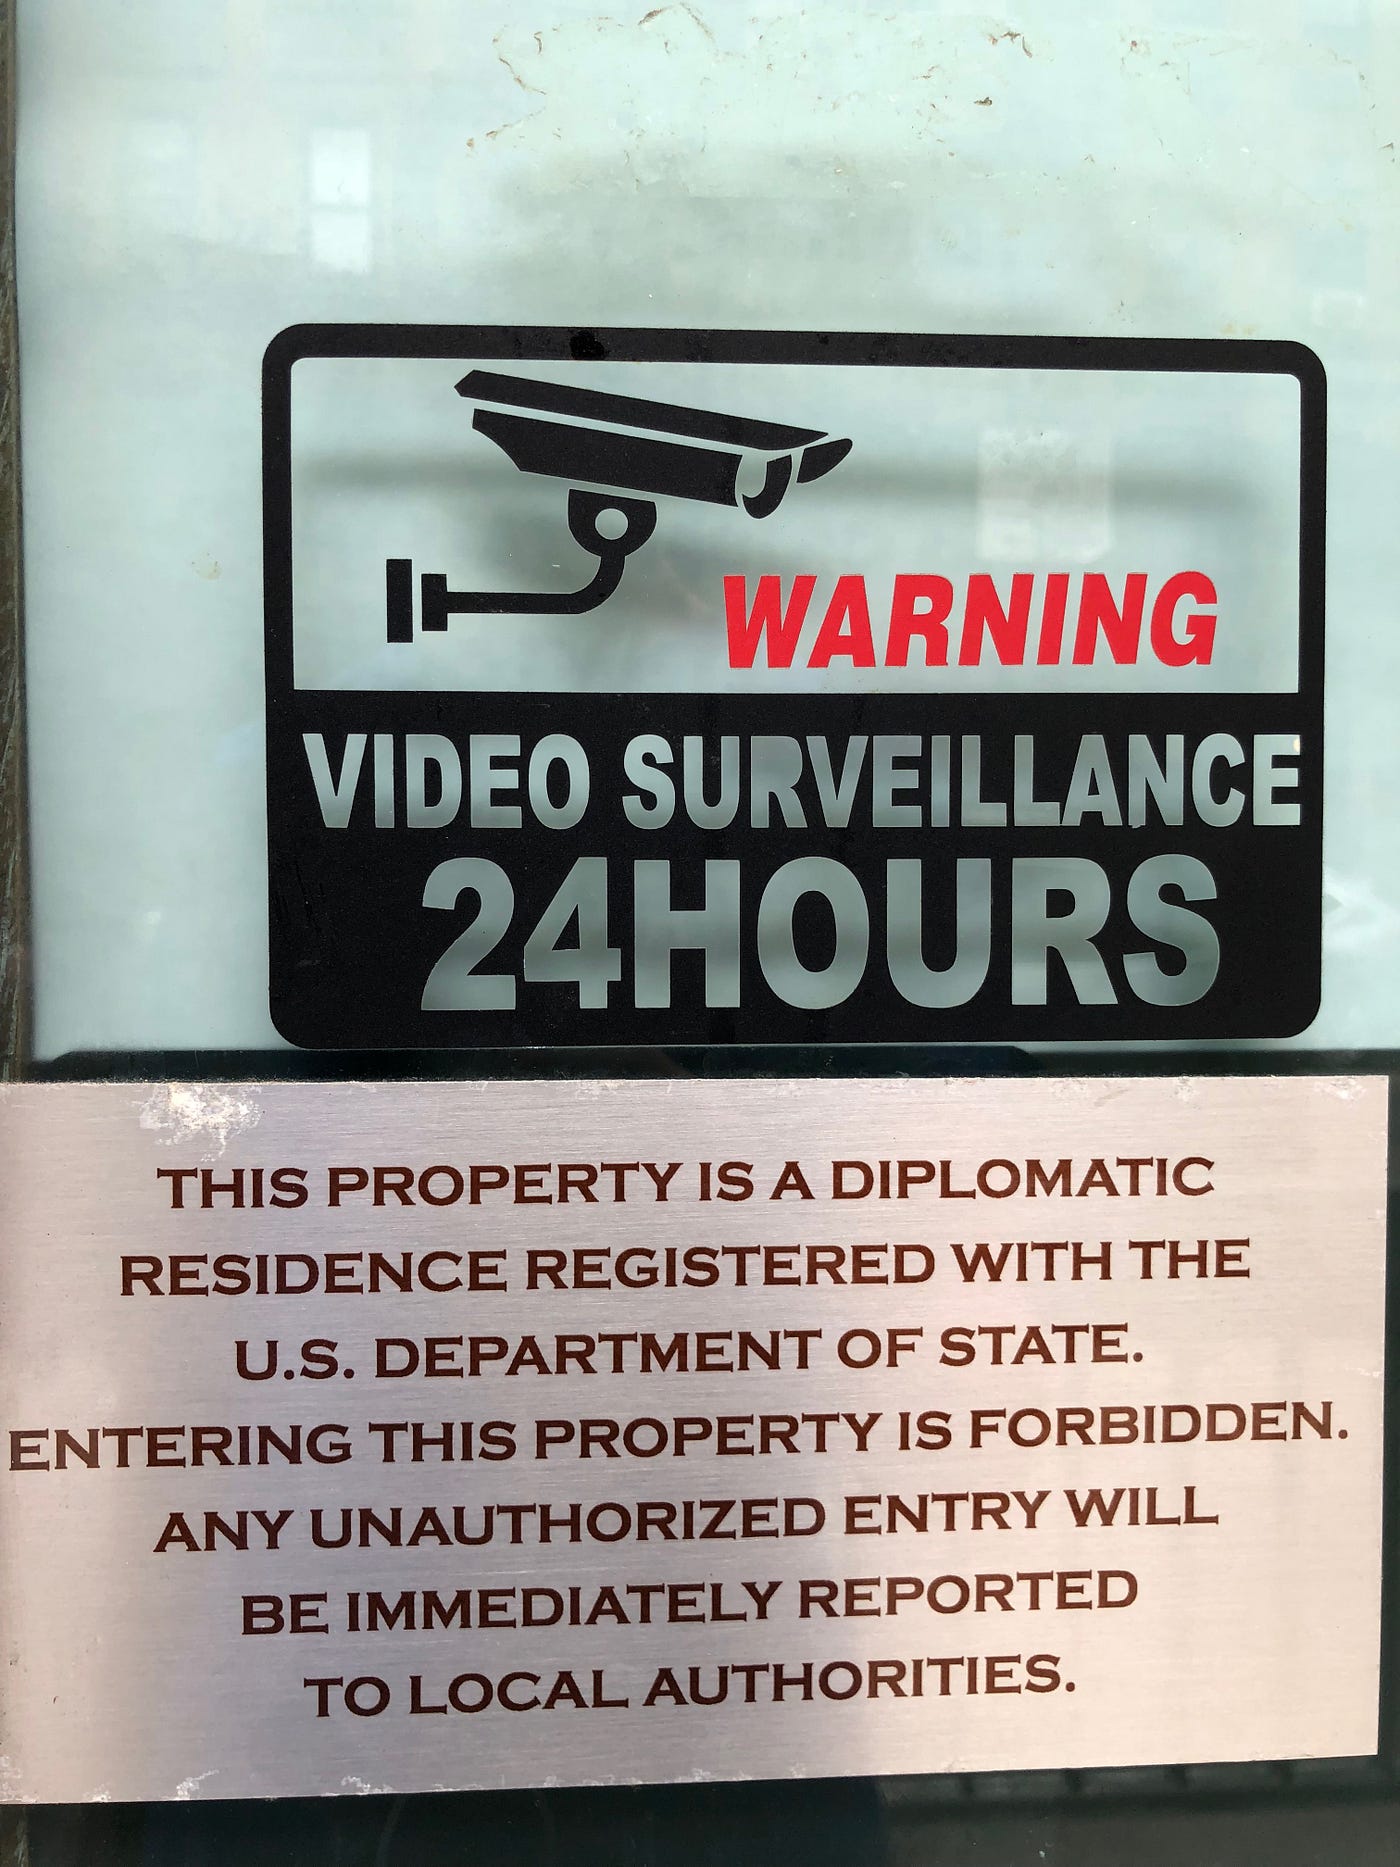 WARNING
VIDEO SURVEILLANCE
24HOURS
THIS PROPERTY IS A DIPLOMATIC
RESIDENCE REGISTERED WITH THE
U.S. DEPARTMENT OF STATE.
ENTERING THIS PROPERTY IS FORBIDDEN.
ANY UNAUTHORIZED ENTRY WILL
BE IMMEDIATELY REPORTED
TO LOCAL AUTHORITIES.